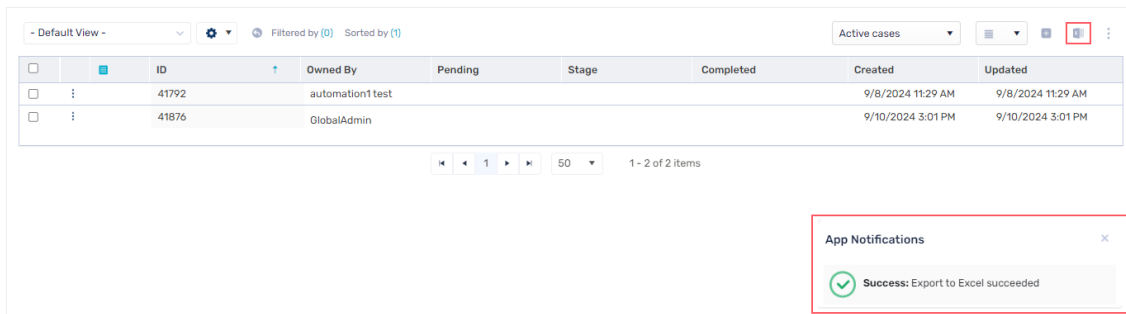 - Default View -
Filtered by (0) Sorted by (1)
Active cases
ID Owned By Pending Stage Completed Created Updated
41792 automation1 test 9/8/2024 11:29 AM 9/8/2024 11:29 AM
41876 GlobalAdmin 9/10/2024 3:01 PM 9/10/2024 3:01 PM
1 50 1 - 2 of 2 items
App Notifications
Success: Export to Excel succeeded